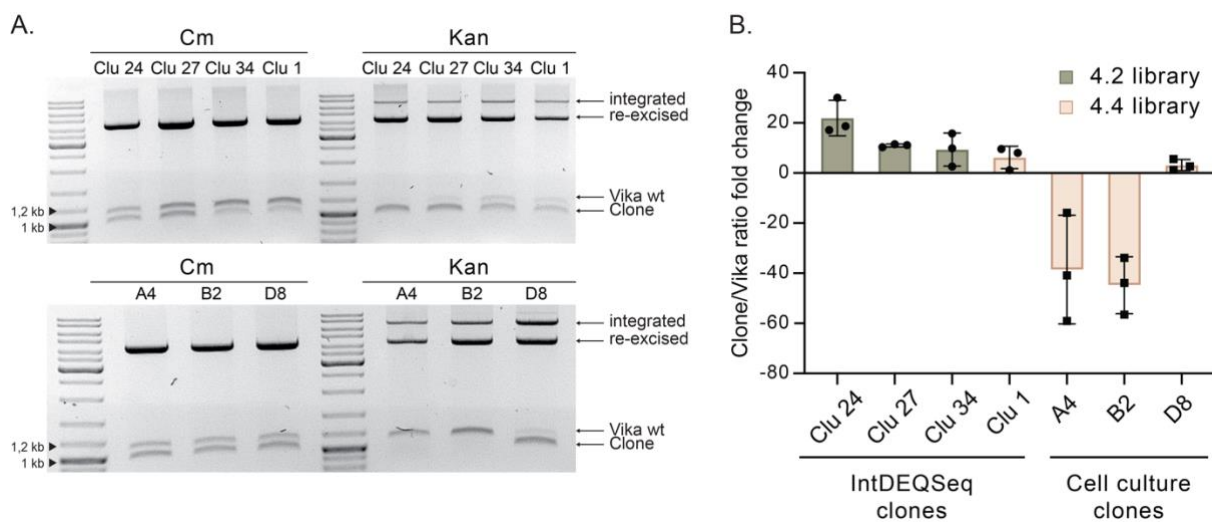 A.
Cm
Kan
Clu 24 Clu 27 Clu 34 Clu 1
Clu 24 Clu 27 Clu 34 Clu 1
integrated
re-excised
Vika wt
Clone
1,2 kb
1 kb
Cm
Kan
A4 B2 D8
A4 B2 D8
integrated
re-excised
Vika wt
Clone
1,2 kb
1 kb
B.
4.2 library
4.4 library
Clone/Vika ratio fold change
40
20
0
-20
-40
-60
-80
Clu 24
Clu 27
Clu 34
Clu 1
A4
B2
D8
IntDEQSeq
clones
Cell culture
clones